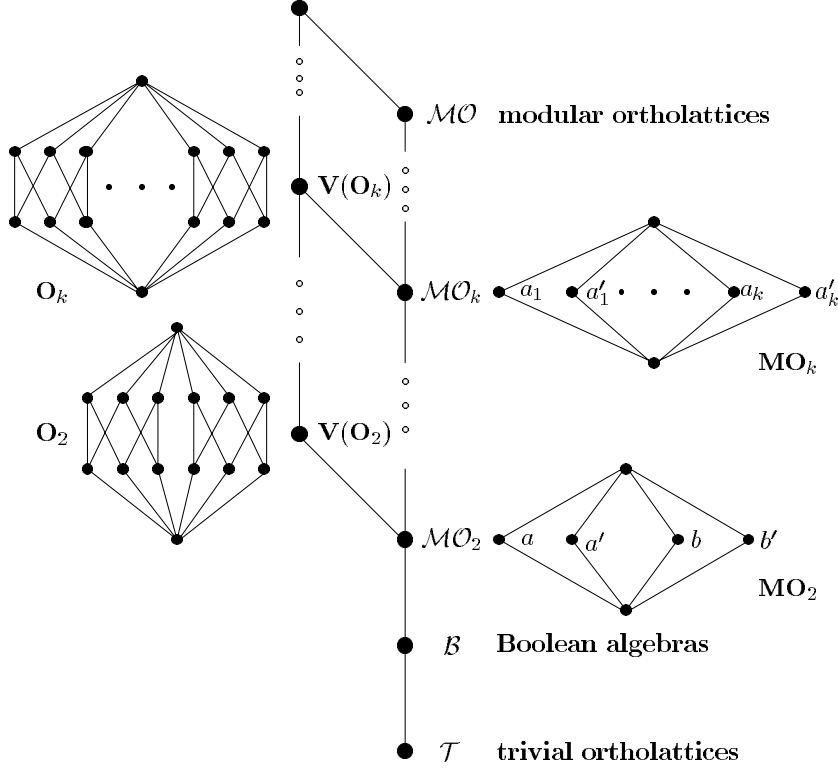 𝓜𝓞 modular ortholattices
V(O_k)
O_k
𝓜𝓞_k a_1 a′_1 a_k a′_k
MO_k
O_2 V(O_2)
𝓜𝓞_2 a a′ b b′
MO_2
𝓑 Boolean algebras
𝓣 trivial ortholattices